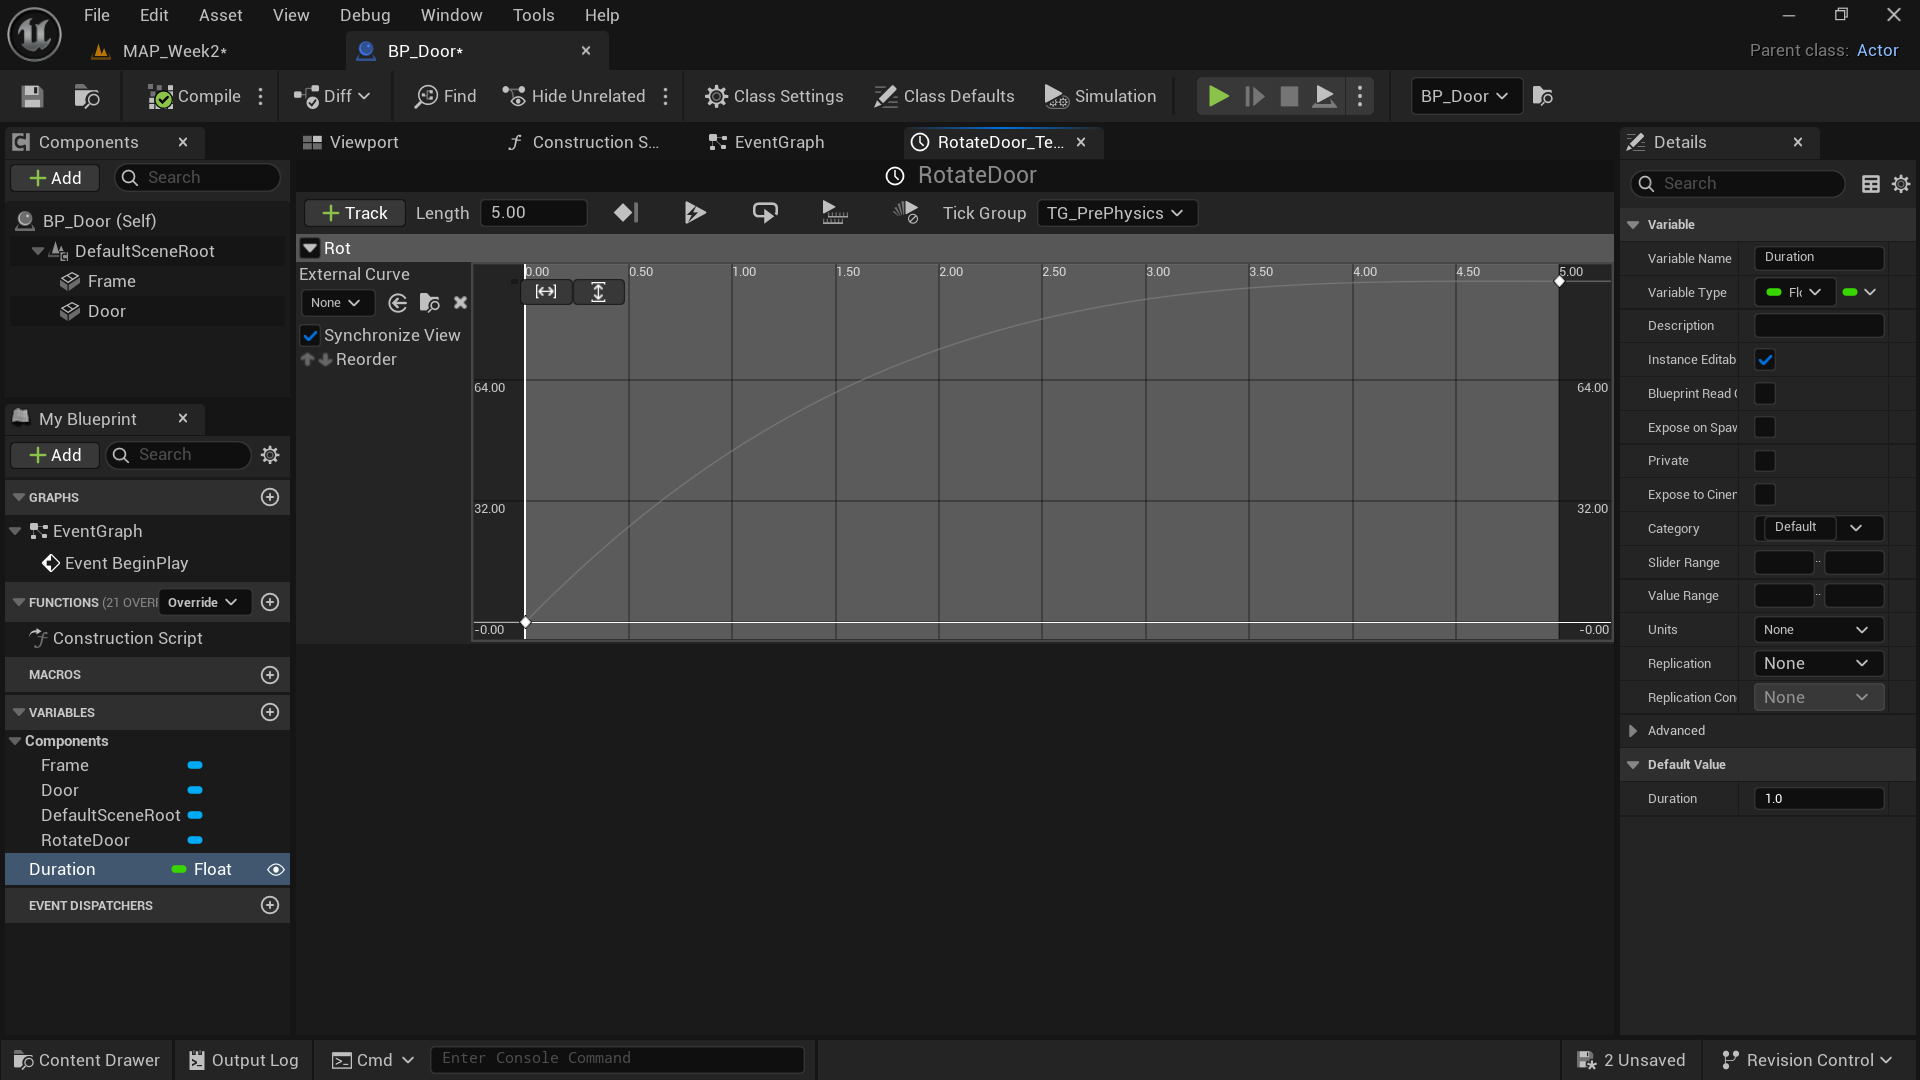 File Edit Asset View Debug Window Tools Help
MAP_Week2*
BP_Door*
Parent class: Actor
Compile
Diff
Find
Hide Unrelated
Class Settings
Class Defaults
Simulation
BP_Door
Components
Add
Search
BP_Door (Self)
DefaultSceneRoot
Frame
Door
My Blueprint
Add
Search
GRAPHS
EventGraph
Event BeginPlay
FUNCTIONS (21 OVERF
Override
Construction Script
MACROS
VARIABLES
Components
Frame
Door
DefaultSceneRoot
RotateDoor
Duration Float
EVENT DISPATCHERS
Viewport
Construction S...
EventGraph
RotateDoor_Te...
RotateDoor
Track
Length 5.00
Tick Group TG_PrePhysics
Rot
External Curve
None
Synchronize View
Reorder
0.00 0.50 1.00 1.50 2.00 2.50 3.00 3.50 4.00 4.50 5.00
64.00 64.00
32.00 32.00
-0.00 -0.00
Details
Search
Variable
Variable Name Duration
Variable Type Flo
Description
Instance Editab
Blueprint Read O
Expose on Spaw
Private
Expose to Ciner
Category Default
Slider Range ..
Value Range ..
Units None
Replication None
Replication Con None
Advanced
Default Value
Duration 1.0
Content Drawer
Output Log
Cmd
Enter Console Command
2 Unsaved
Revision Control